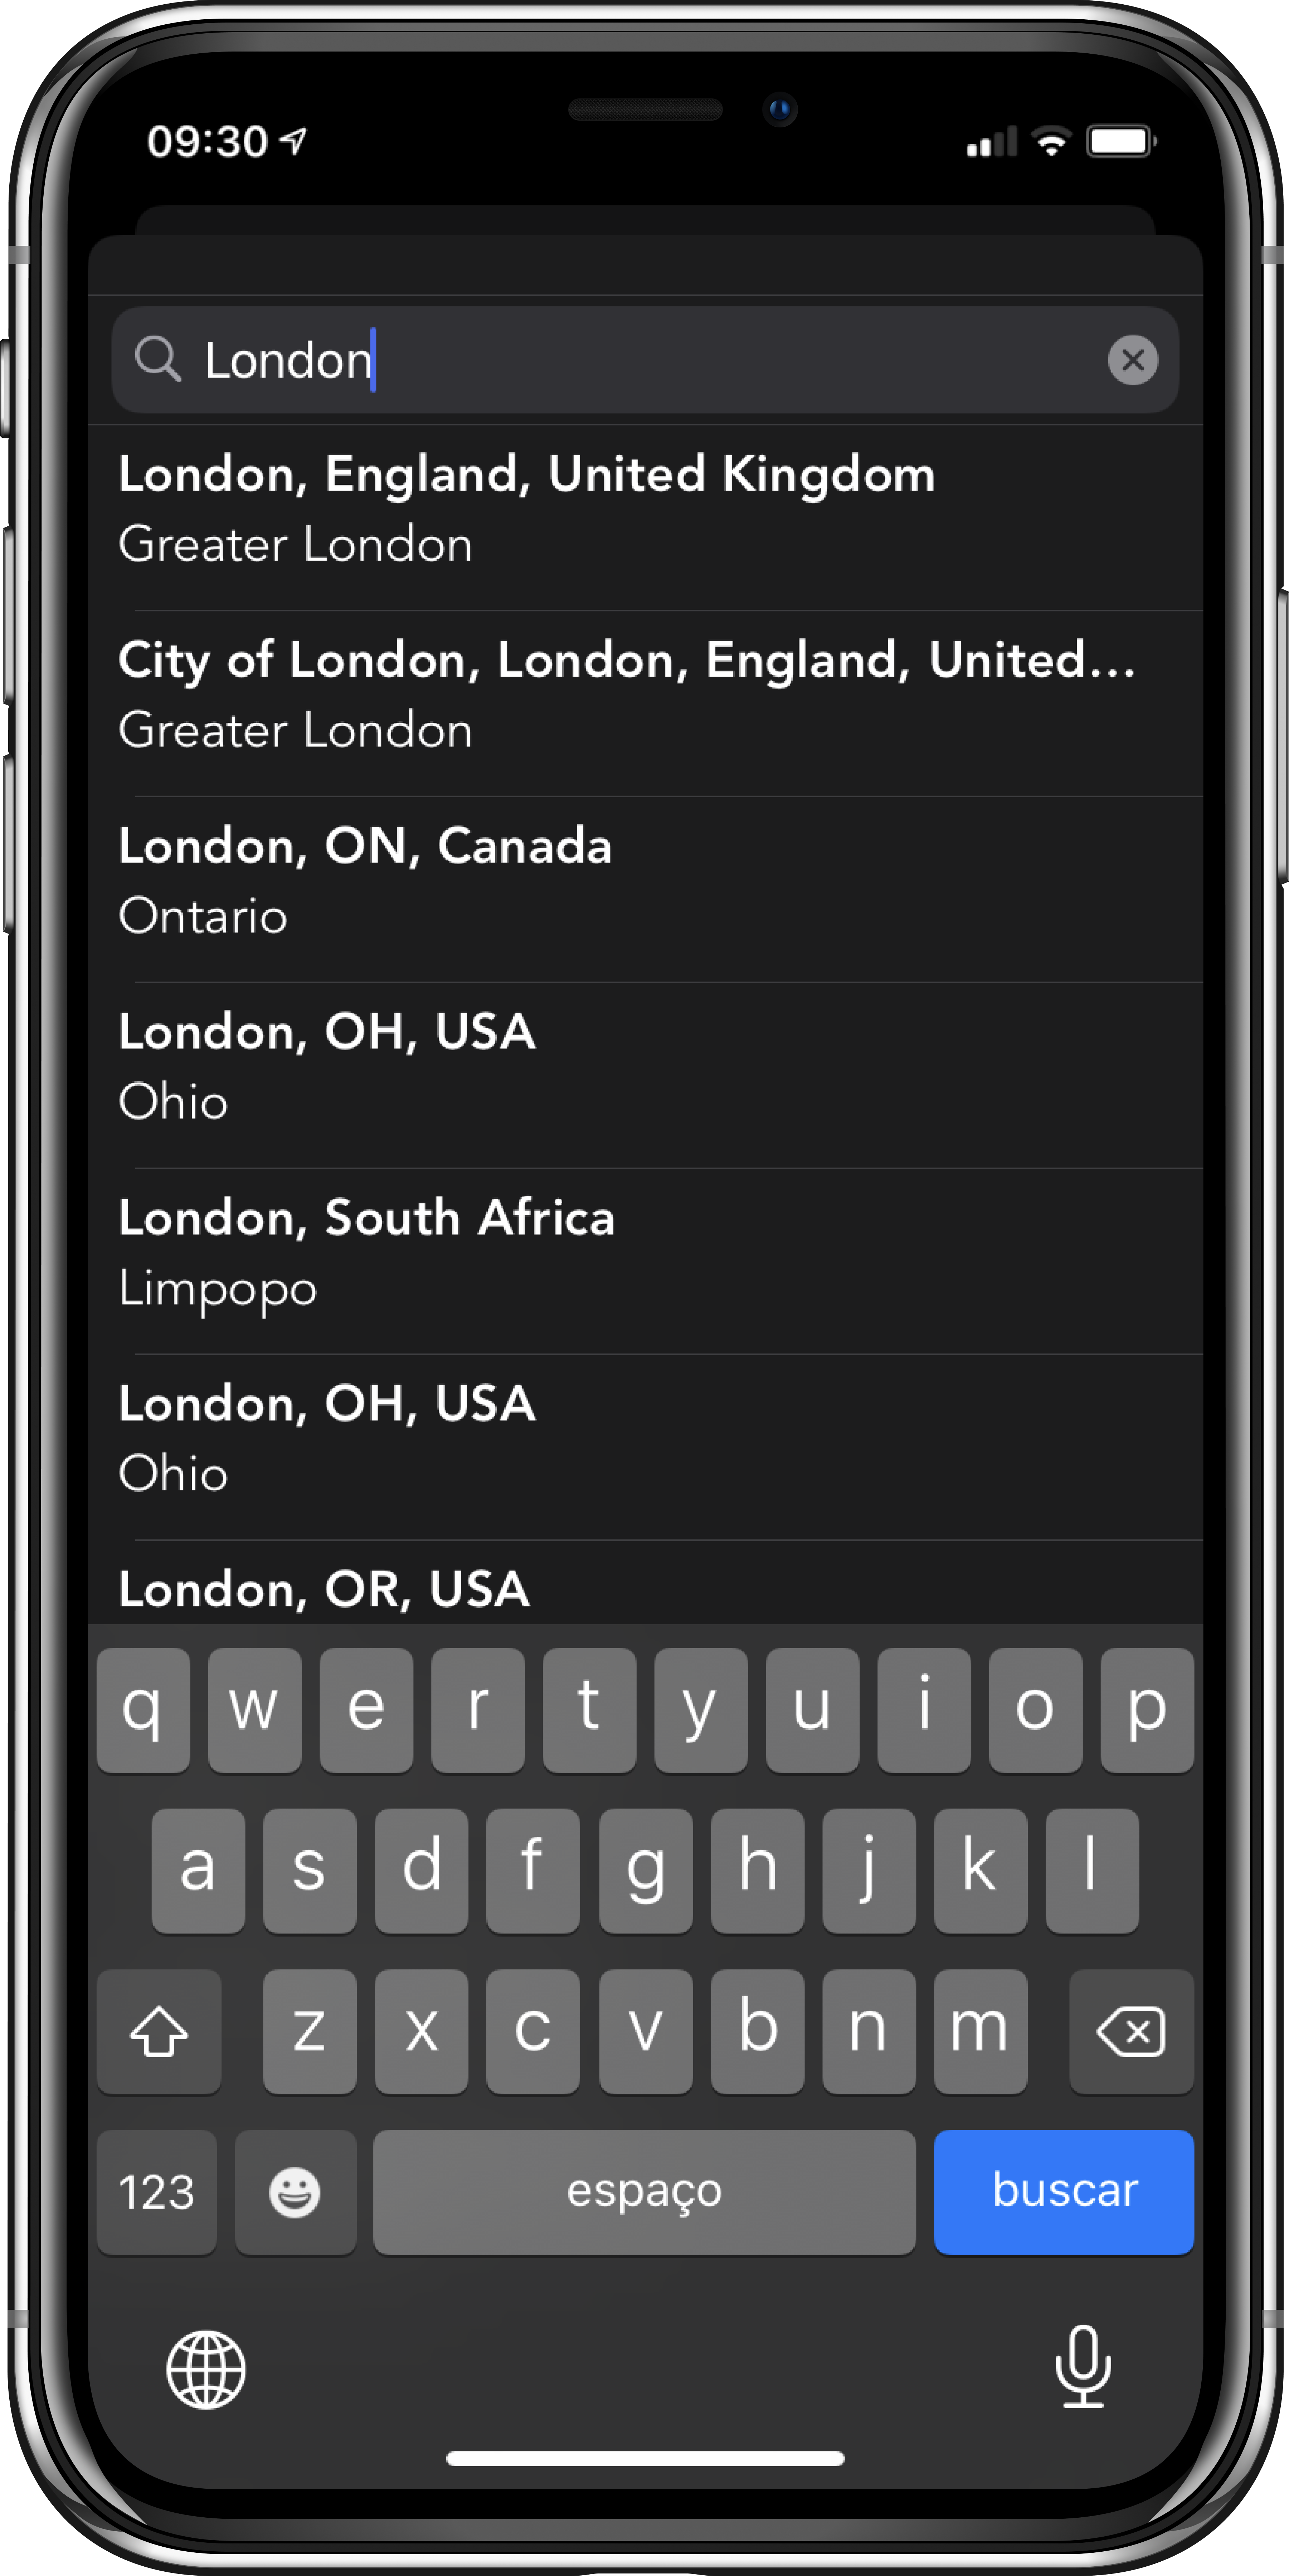 09:30
London
London, England, United Kingdom
Greater London
City of London, London, England, United...
Greater London
London, ON, Canada
Ontario
London, OH, USA
Ohio
London, South Africa
Limpopo
London, OH, USA
Ohio
London, OR, USA
q w e r t y u i o p
a s d f g h j k l
z x c v b n m
123 espaço buscar